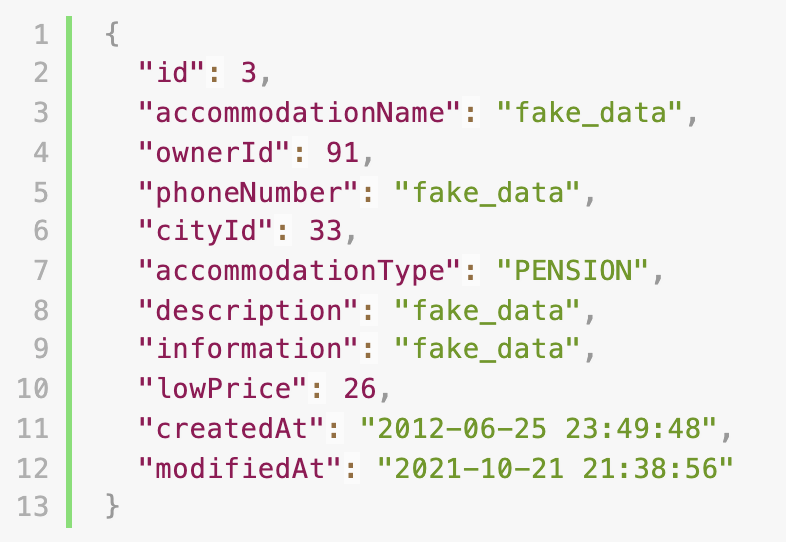 1 {
2   "id": 3,
3   "accommodationName": "fake_data",
4   "ownerId": 91,
5   "phoneNumber": "fake_data",
6   "cityId": 33,
7   "accommodationType": "PENSION",
8   "description": "fake_data",
9   "information": "fake_data",
10   "lowPrice": 26,
11   "createdAt": "2012-06-25 23:49:48",
12   "modifiedAt": "2021-10-21 21:38:56"
13 }